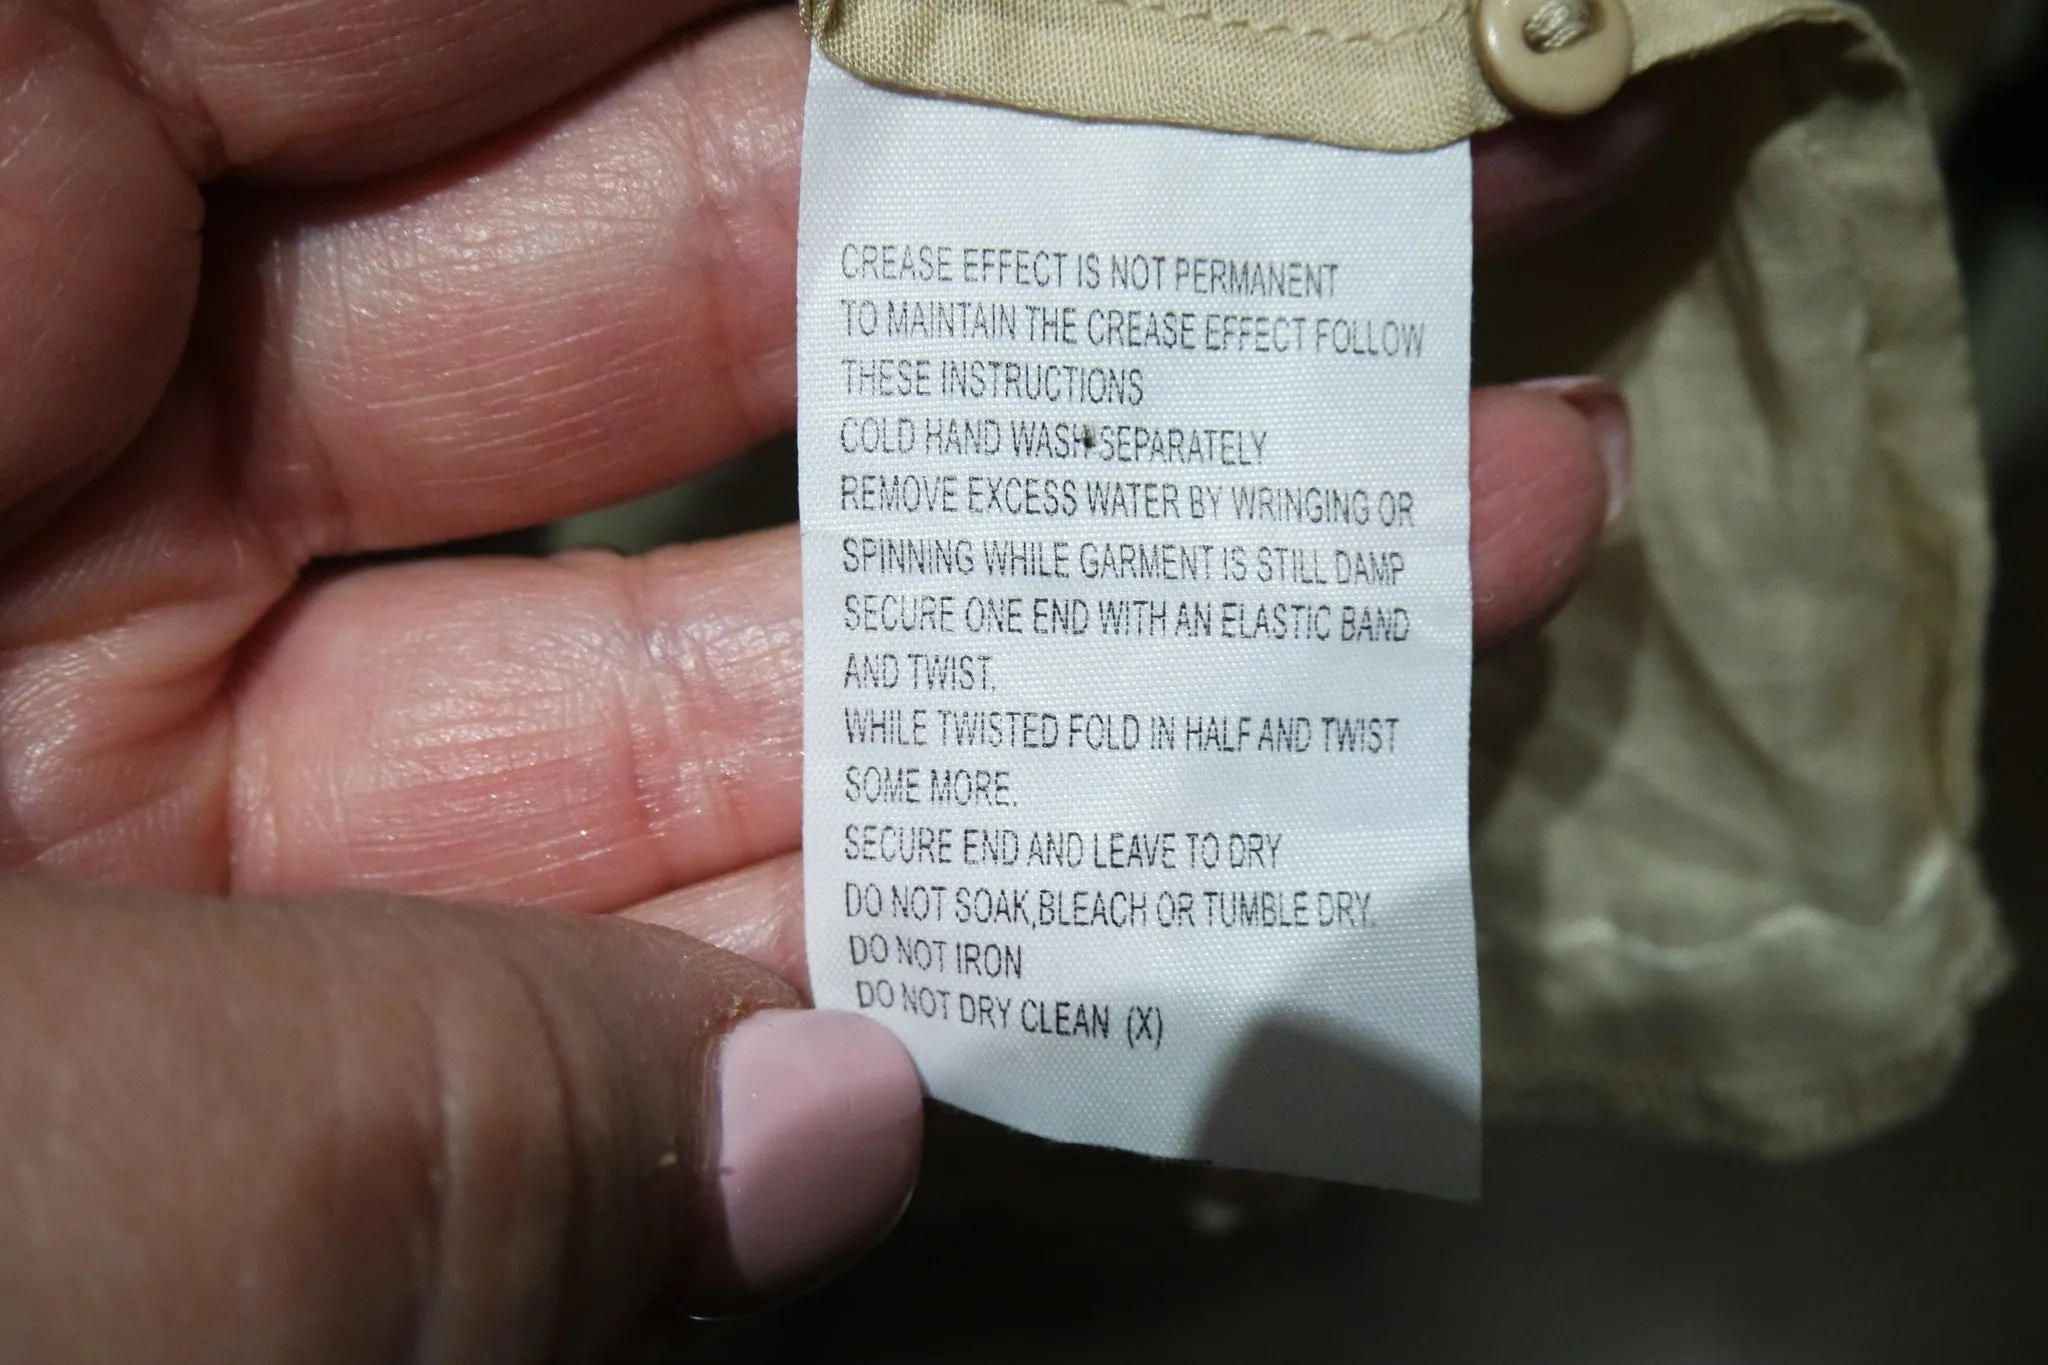 CREASE EFFECT IS NOT PERMANENT
TO MAINTAIN THE CREASE EFFECT FOLLOW
THESE INSTRUCTIONS
COLD HAND WASH SEPARATELY
REMOVE EXCESS WATER BY WRINGING OR
SPINNING WHILE GARMENT IS STILL DAMP
SECURE ONE END WITH AN ELASTIC BAND
AND TWIST.
WHILE TWISTED FOLD IN HALF AND TWIST
SOME MORE.
SECURE END AND LEAVE TO DRY
DO NOT SOAK,BLEACH OR TUMBLE DRY.
DO NOT IRON
DO NOT DRY CLEAN (X)